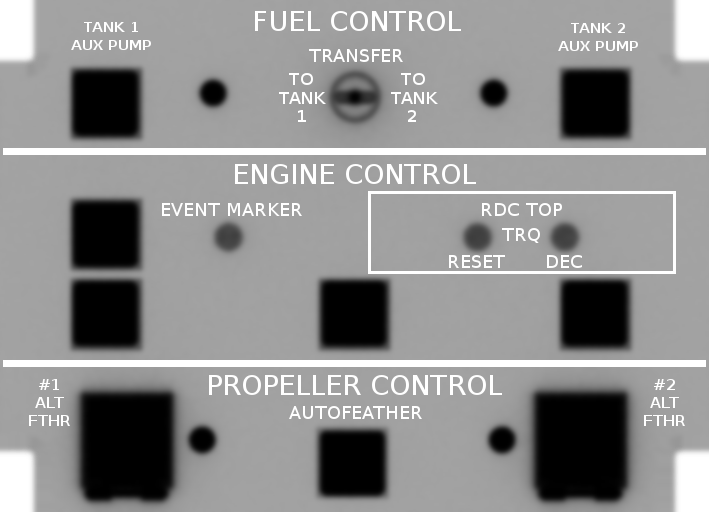 FUEL CONTROL
TANK 1
AUX PUMP
TRANSFER
TO
TANK
1
TO
TANK
2
TANK 2
AUX PUMP
ENGINE CONTROL
EVENT MARKER
RDC TOP
TRQ
RESET DEC
PROPELLER CONTROL
#1
ALT
FTHR
AUTOFEATHER
#2
ALT
FTHR